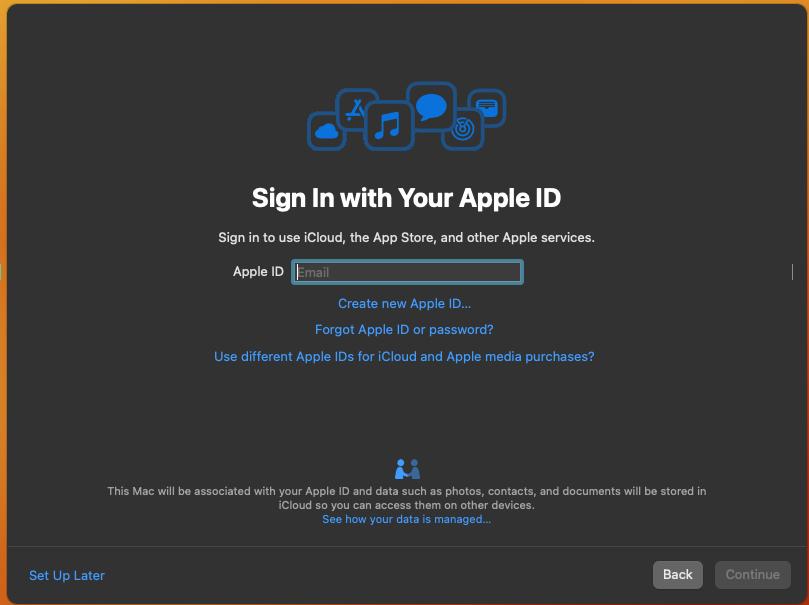 Sign In with Your Apple ID
Sign in to use iCloud, the App Store, and other Apple services.
Apple ID Email
Create new Apple ID...
Forgot Apple ID or password?
Use different Apple IDs for iCloud and Apple media purchases?
This Mac will be associated with your Apple ID and data such as photos, contacts, and documents will be stored in
iCloud so you can access them on other devices.
See how your data is managed...
Set Up Later Back Continue